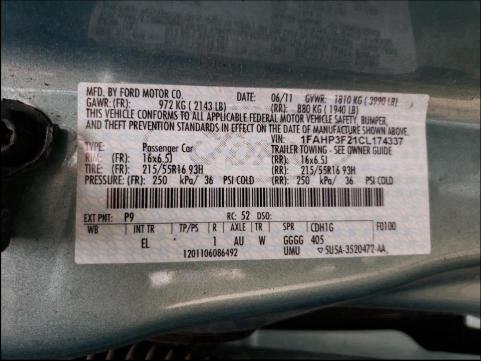 MFD. BY FORD MOTOR CO. DATE: 06/11 GVWR: 1810 KG ( 3990 LB)
GAWR: (FR): 972 KG ( 2143 LB) (RR): 880 KG ( 1940 LB)
THIS VEHICLE CONFORMS TO ALL APPLICABLE FEDERAL MOTOR VEHICLE SAFETY, BUMPER,
AND THEFT PREVENTION STANDARDS IN EFFECT ON THE DATE OF MANUFACTURE SHOWN ABOVE.
VIN: 1FAHP3F21CL174337
TYPE: Passenger Car TRAILER TOWING - SEE OWNER GUIDE
RIM: (FR): 16x6.5J (RR): 16x6.5J
TIRE: 215/55R16 93H (RR): 215/55R16 93H
PRESSURE: (FR): 250 kPa/ 36 PSI COLD (RR): 250 kPa/ 36 PSI COLD
EXT PNT: P9 RC: 52 DSO:
WB INT TR TP/PS R AXLE TR SPR CDH1G F0100
EL 1 AU W GGGG 405
1201106086492 UMU 5U5A-3520472-AA